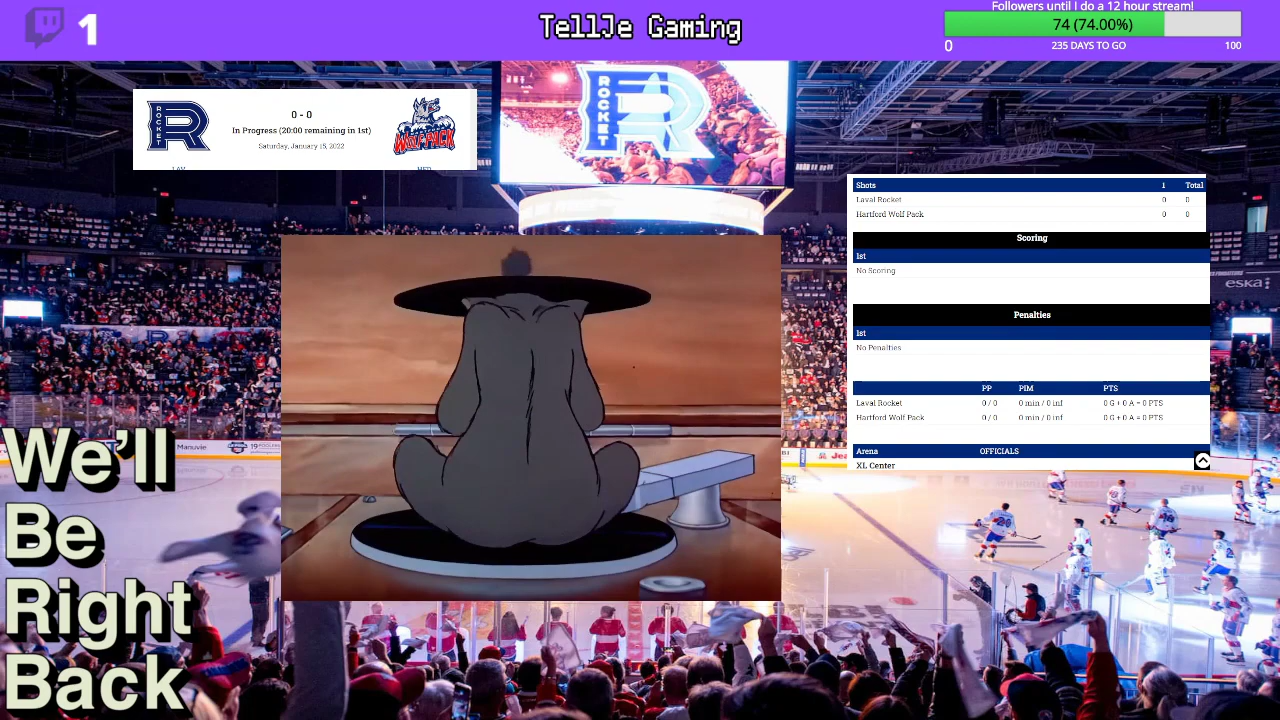 1
TellJe Gaming
Followers until I do a 12 hour stream!
74 (74.00%)
0 235 DAYS TO GO 100
ROCKET
R
0 - 0
In Progress (20:00 remaining in 1st)
Saturday, January 15, 2022
WOLFPACK
ROCKET
R
Shots 1 Total
Laval Rocket 0 0
Hartford Wolf Pack 0 0
Scoring
1st
No Scoring
Penalties
1st
No Penalties
PP PIM PTS
Laval Rocket 0 / 0 0 min / 0 inf 0 G + 0 A = 0 PTS
Hartford Wolf Pack 0 / 0 0 min / 0 inf 0 G + 0 A = 0 PTS
Arena OFFICIALS
XL Center
eska
Manuvie
We'll
Be
Right
Back